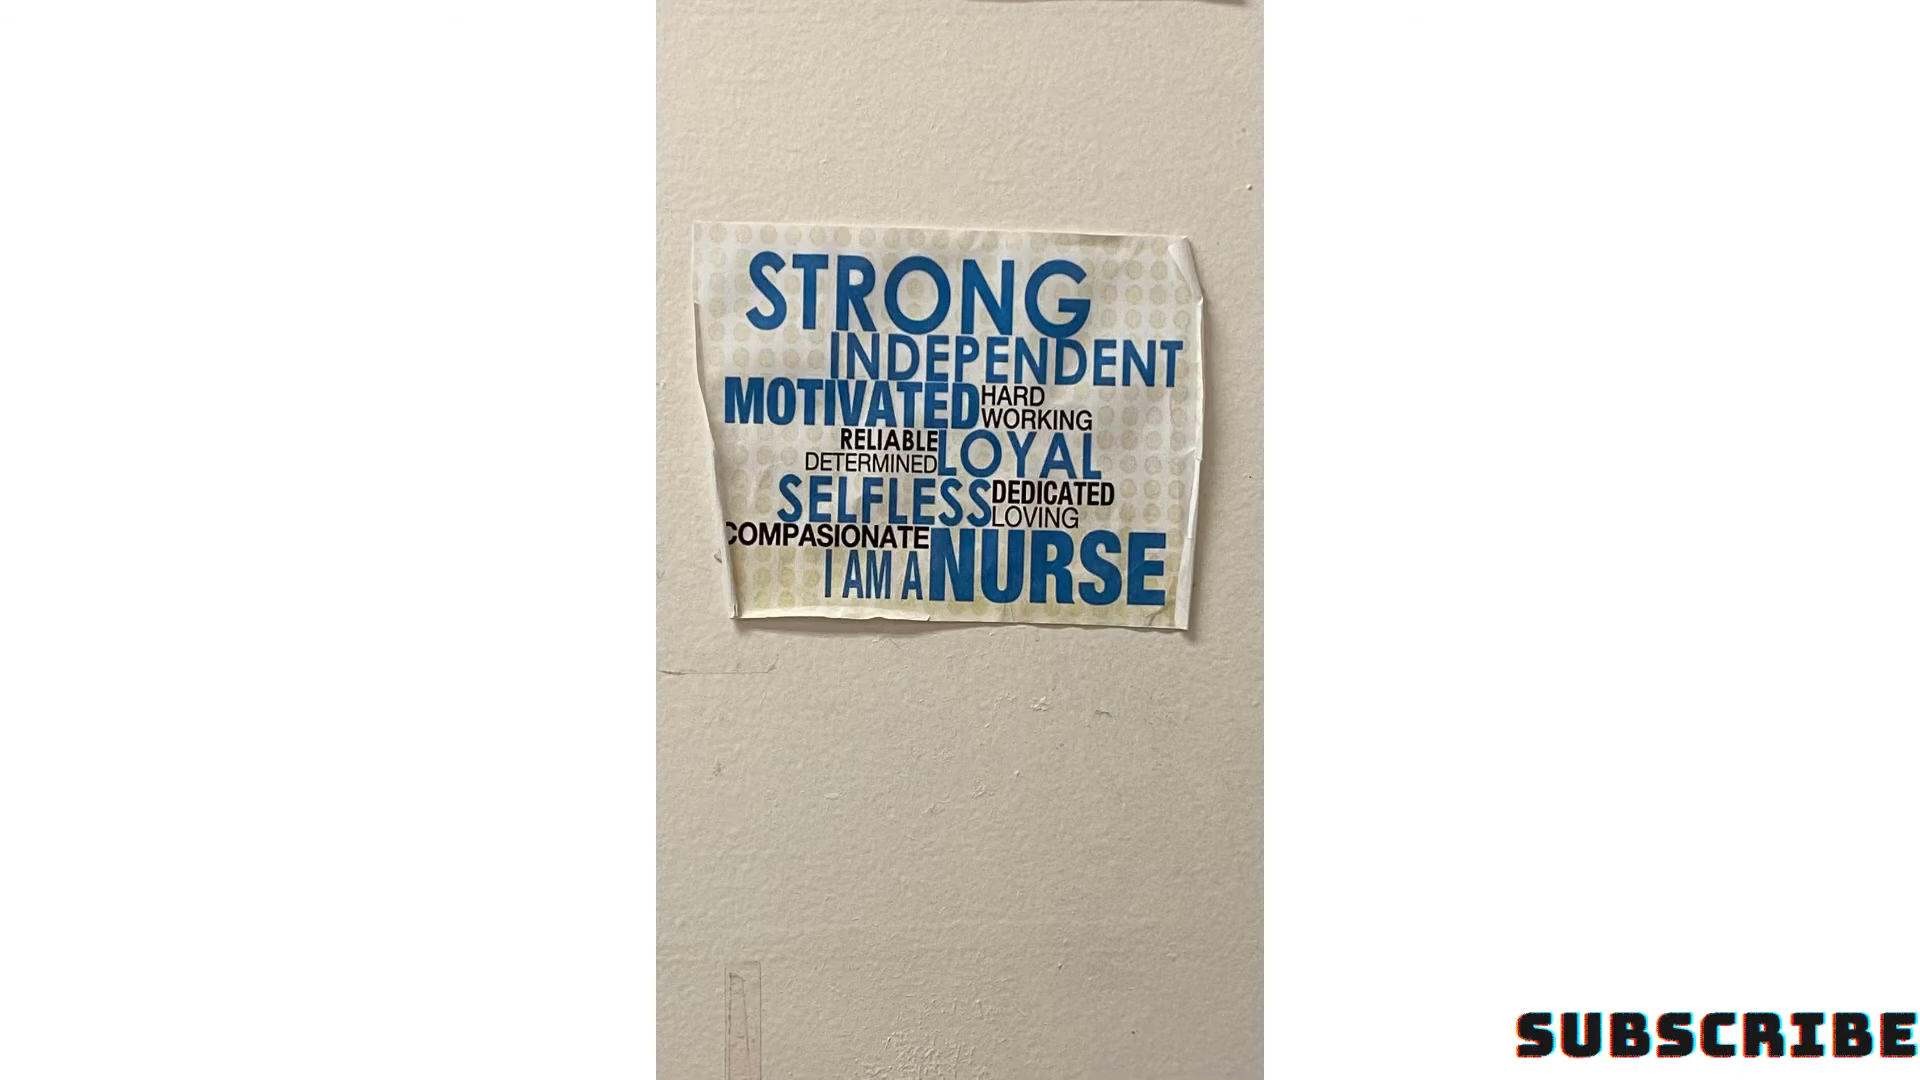 STRONG
INDEPENDENT
MOTIVATED HARD
WORKING
RELIABLE
DETERMINED LOYAL
SELFLESS DEDICATED
LOVING
COMPASIONATE
I AM A NURSE
SUBSCRIBE